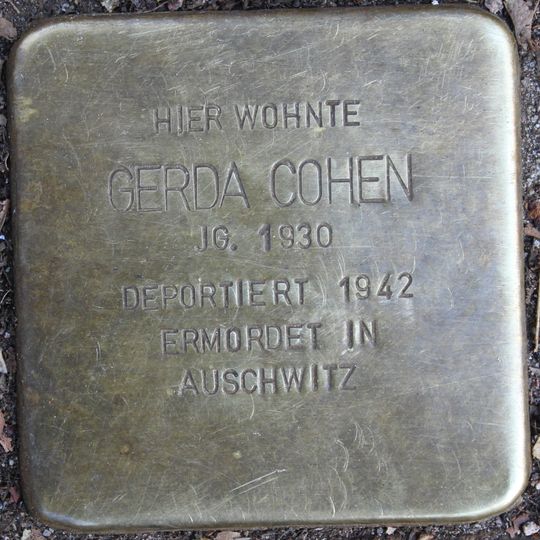 HIER WOHNTE
GERDA COHEN
JG. 1930
DEPORTIERT 1942
ERMORDET IN
AUSCHWITZ